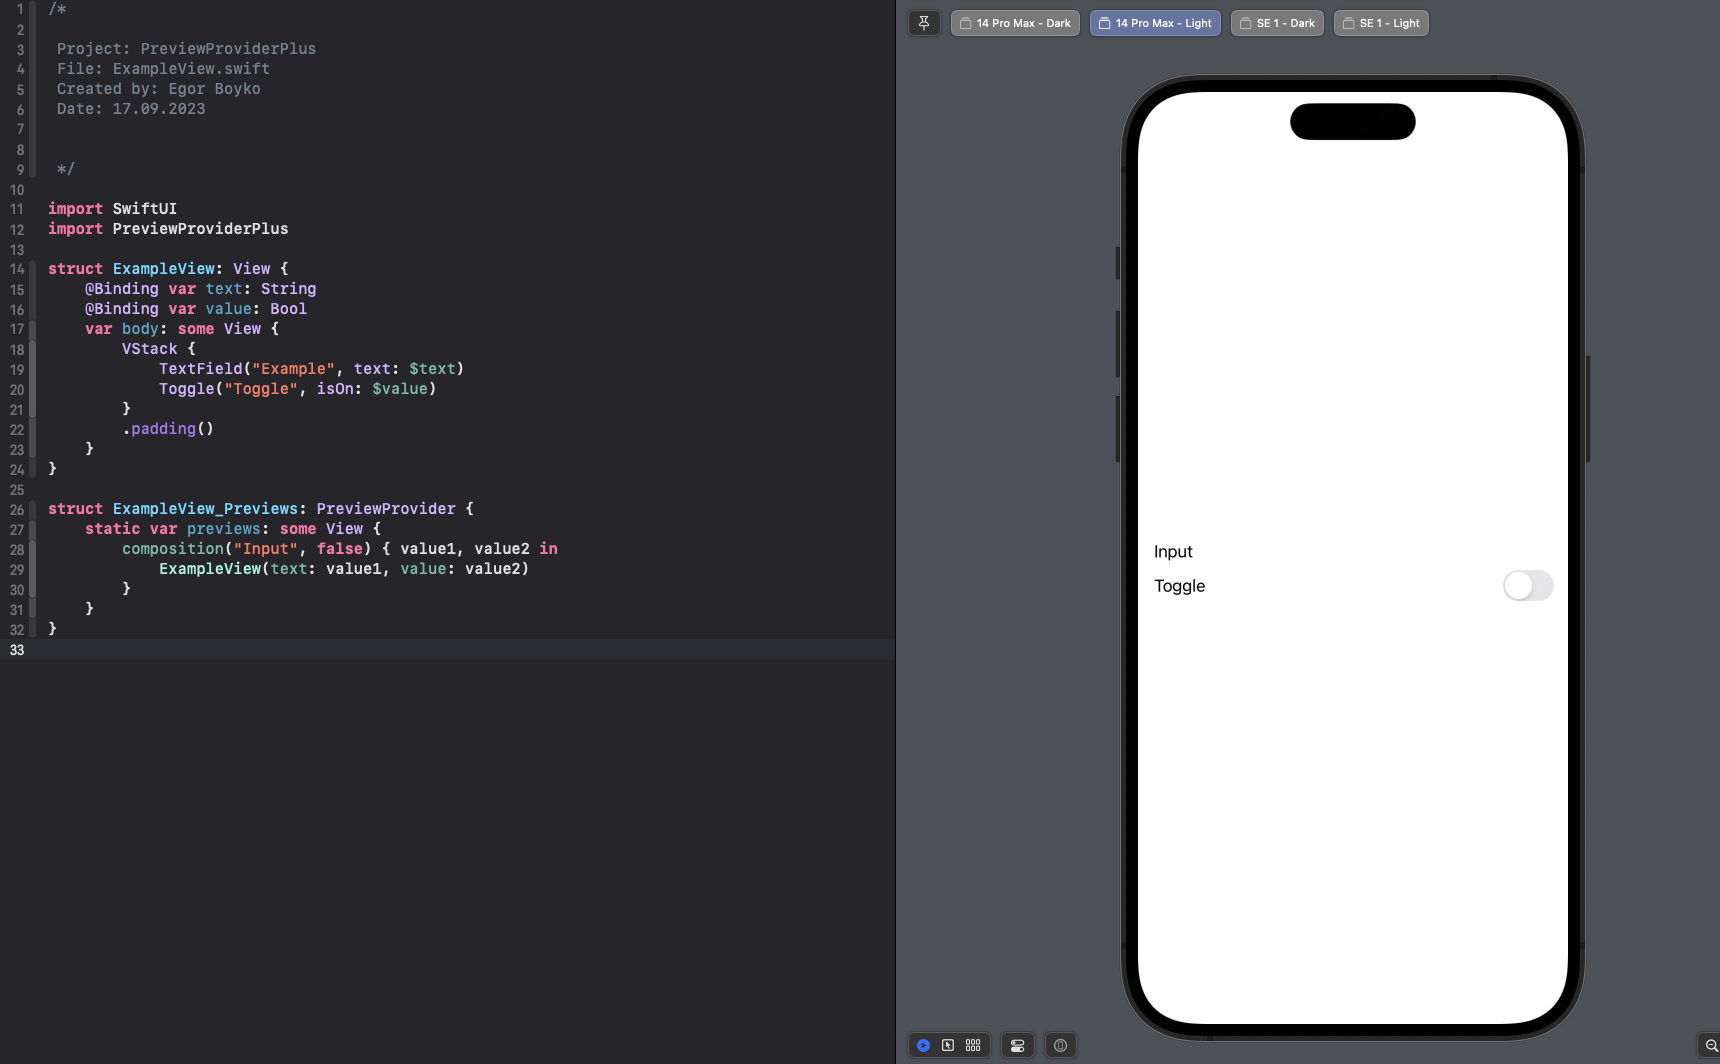 1 /*
2
3 Project: PreviewProviderPlus
4 File: ExampleView.swift
5 Created by: Egor Boyko
6 Date: 17.09.2023
7
8
9 */
10
11 import SwiftUI
12 import PreviewProviderPlus
13
14 struct ExampleView: View {
15     @Binding var text: String
16     @Binding var value: Bool
17     var body: some View {
18         VStack {
19             TextField("Example", text: $text)
20             Toggle("Toggle", isOn: $value)
21         }
22         .padding()
23     }
24 }
25
26 struct ExampleView_Previews: PreviewProvider {
27     static var previews: some View {
28         composition("Input", false) { value1, value2 in
29             ExampleView(text: value1, value: value2)
30         }
31     }
32 }
33
14 Pro Max - Dark
14 Pro Max - Light
SE 1 - Dark
SE 1 - Light
Input
Toggle